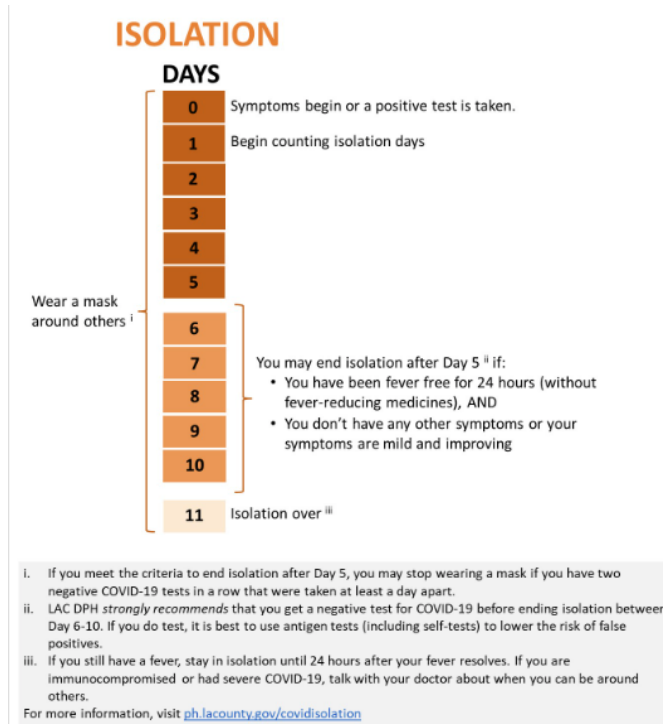 ISOLATION
DAYS
0 Symptoms begin or a positive test is taken.
1 Begin counting isolation days
2
3
4
5
Wear a mask
around others i
6
7
8
9
10
You may end isolation after Day 5 ii if:
• You have been fever free for 24 hours (without
fever-reducing medicines), AND
• You don't have any other symptoms or your
symptoms are mild and improving
11 Isolation over iii
i. If you meet the criteria to end isolation after Day 5, you may stop wearing a mask if you have two
negative COVID-19 tests in a row that were taken at least a day apart.
ii. LAC DPH strongly recommends that you get a negative test for COVID-19 before ending isolation between
Day 6-10. If you do test, it is best to use antigen tests (including self-tests) to lower the risk of false
positives.
iii. If you still have a fever, stay in isolation until 24 hours after your fever resolves. If you are
immunocompromised or had severe COVID-19, talk with your doctor about when you can be around
others.
For more information, visit ph.lacounty.gov/covidisolation